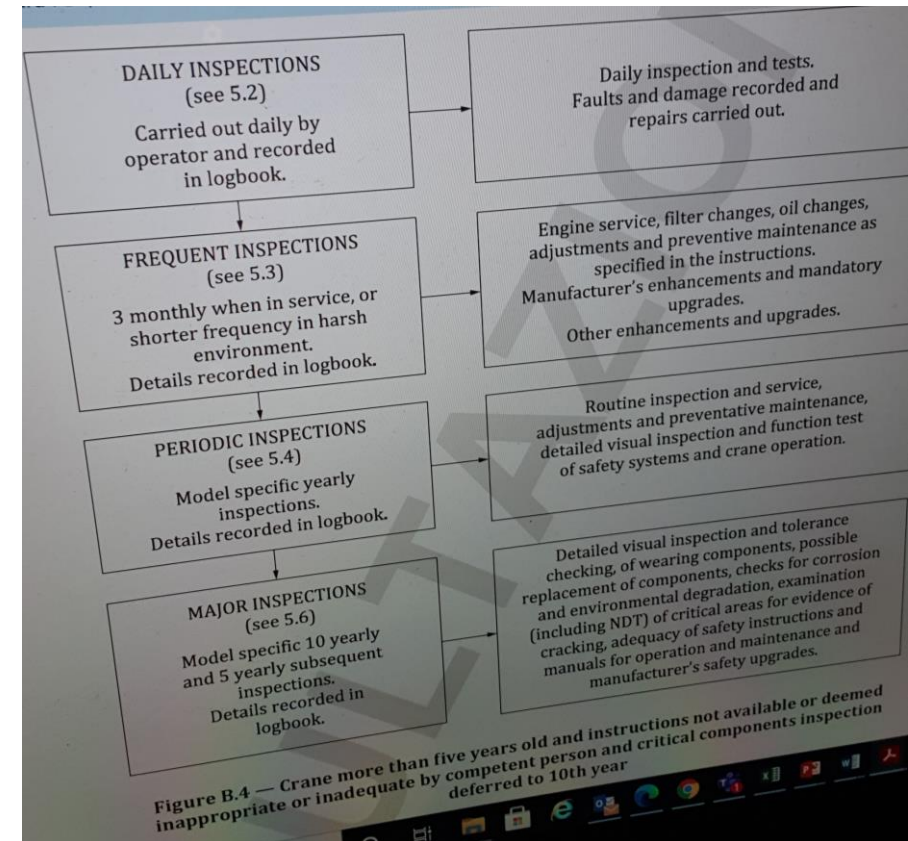 DAILY INSPECTIONS
(see 5.2)
Carried out daily by
operator and recorded
in logbook.
Daily inspection and tests.
Faults and damage recorded and
repairs carried out.
FREQUENT INSPECTIONS
(see 5.3)
3 monthly when in service, or
shorter frequency in harsh
environment.
Details recorded in logbook.
Engine service, filter changes, oil changes,
adjustments and preventive maintenance as
specified in the instructions.
Manufacturer's enhancements and mandatory
upgrades.
Other enhancements and upgrades.
PERIODIC INSPECTIONS
(see 5.4)
Model specific yearly
inspections.
Details recorded in logbook.
Routine inspection and service,
adjustments and preventative maintenance,
detailed visual inspection and function test
of safety systems and crane operation.
MAJOR INSPECTIONS
(see 5.6)
Model specific 10 yearly
and 5 yearly subsequent
inspections.
Details recorded in
logbook.
Detailed visual inspection and tolerance
checking, of wearing components, possible
replacement of components, checks for corrosion
and environmental degradation, examination
(including NDT) of critical areas for evidence of
cracking, adequacy of safety instructions and
manuals for operation and maintenance and
manufacturer's safety upgrades.
Figure B.4 — Crane more than five years old and instructions not available or deemed
inappropriate or inadequate by competent person and critical components inspection
deferred to 10th year
ULTAZIO